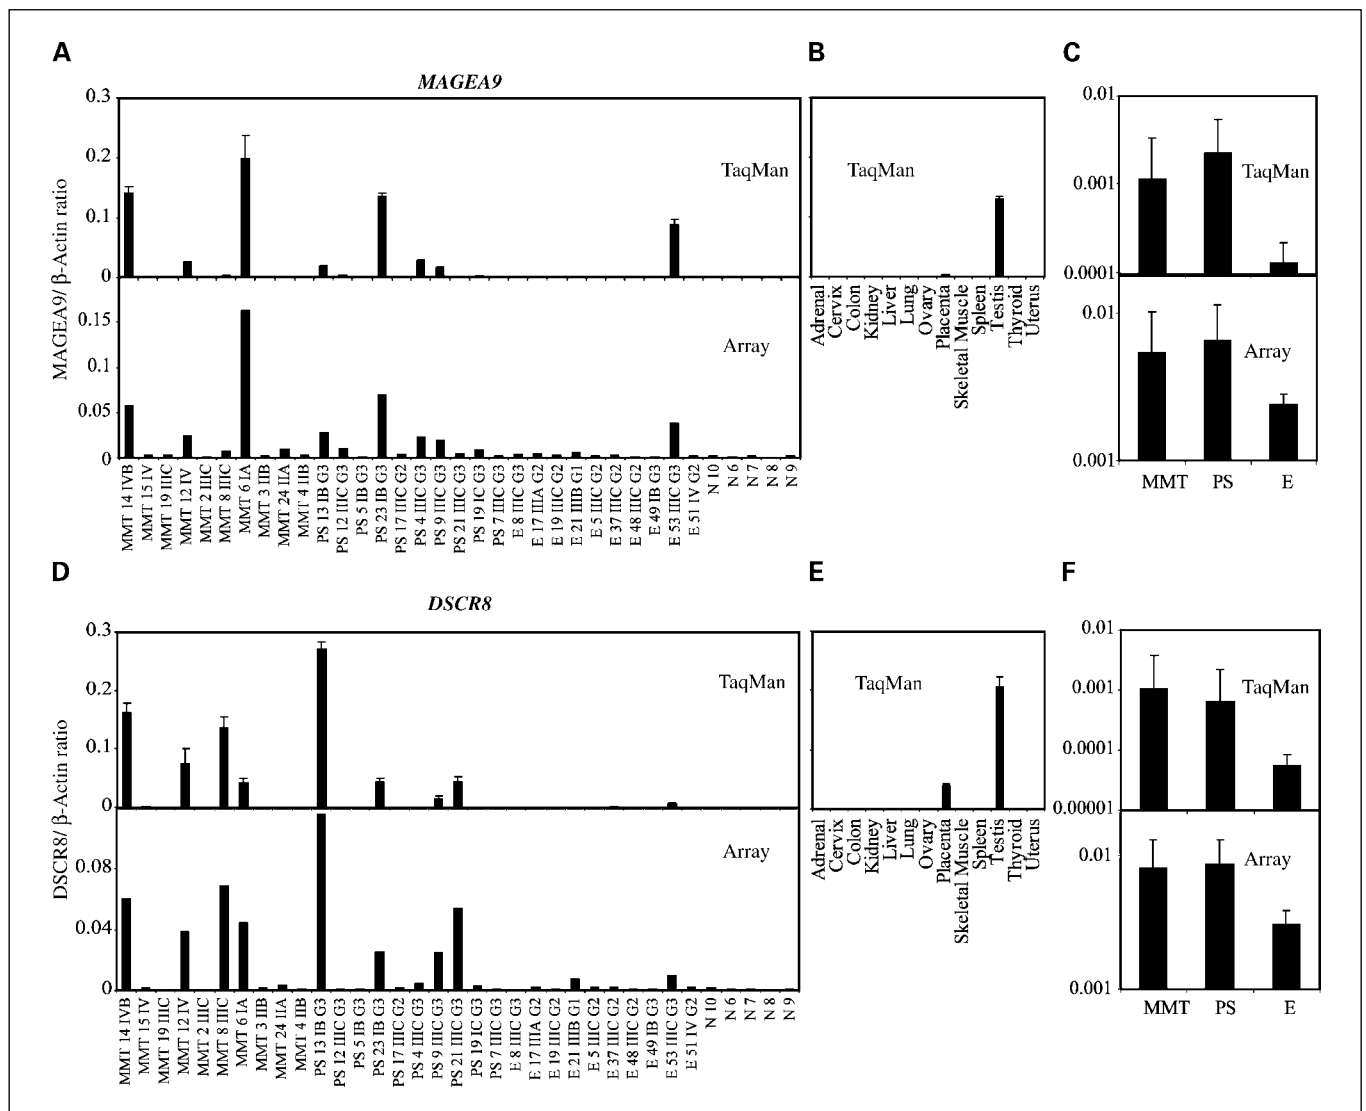 A
B
C
MAGEA9
0.3
0.2
0.1
0
TaqMan
0.15
0.1
0.05
0
Array
MAGEA9/ β-Actin ratio
MMT 14 IVB
MMT 15 IV
MMT 19 IIIC
MMT 12 IV
MMT 2 IIIC
MMT 8 IIIC
MMT 6 IA
MMT 3 IIB
MMT 24 IIA
MMT 4 IIB
PS 13 IB G3
PS 12 IIIC G3
PS 5 IB G3
PS 23 IB G3
PS 17 IIIC G2
PS 4 IIIC G3
PS 9 IIIC G3
PS 21 IIIC G3
PS 19 IC G3
PS 7 IIIC G3
E 8 IIIC G3
E 17 IIIA G2
E 19 IIIC G2
E 21 IIIB G1
E 5 IIIC G2
E 37 IIIC G2
E 48 IIIC G2
E 49 IB G3
E 53 IIIC G3
E 51 IV G2
N 10
N 6
N 7
N 8
N 9
TaqMan
Adrenal
Cervix
Colon
Kidney
Liver
Lung
Ovary
Placenta
Skeletal Muscle
Spleen
Testis
Thyroid
Uterus
0.01
0.001
0.0001
TaqMan
0.01
0.001
Array
MMT PS E
D
E
F
DSCR8
0.3
0.2
0.1
0
TaqMan
0.08
0.04
0
Array
DSCR8/ β-Actin ratio
MMT 14 IVB
MMT 15 IV
MMT 19 IIIC
MMT 12 IV
MMT 2 IIIC
MMT 8 IIIC
MMT 6 IA
MMT 3 IIB
MMT 24 IIA
MMT 4 IIB
PS 13 IB G3
PS 12 IIIC G3
PS 5 IB G3
PS 23 IB G3
PS 17 IIIC G2
PS 4 IIIC G3
PS 9 IIIC G3
PS 21 IIIC G3
PS 19 IC G3
PS 7 IIIC G3
E 8 IIIC G3
E 17 IIIA G2
E 19 IIIC G2
E 21 IIIB G1
E 5 IIIC G2
E 37 IIIC G2
E 48 IIIC G2
E 49 IB G3
E 53 IIIC G3
E 51 IV G2
N 10
N 6
N 7
N 8
N 9
TaqMan
Adrenal
Cervix
Colon
Kidney
Liver
Lung
Ovary
Placenta
Skeletal Muscle
Spleen
Testis
Thyroid
Uterus
0.01
0.001
0.0001
0.00001
TaqMan
0.01
0.001
Array
MMT PS E